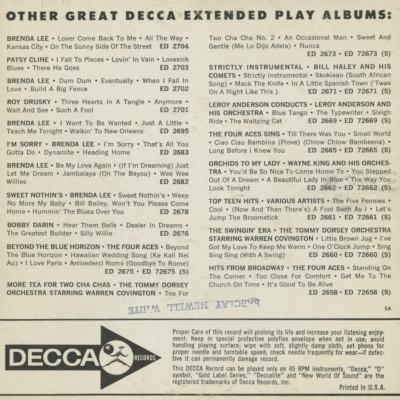 OTHER GREAT DECCA EXTENDED PLAY ALBUMS:
BRENDA LEE • Lover Come Back To Me • All The Way •
Kansas City • On The Sunny Side Of The Street ED 2704
PATSY CLINE • I Fall To Pieces • Lovin' In Vain • Lovesick
Blues • There He Goes ED 2703
BRENDA LEE • Dum Dum • Eventually • When I Fall In
Love • Build A Big Fence ED 2702
ROY DRUSKY • Three Hearts In A Tangle • Anymore •
Wait And See • Such A Fool ED 2701
BRENDA LEE • I Want To Be Wanted • Just A Little •
Teach Me Tonight • Walkin' To New Orleans ED 2695
I'M SORRY • BRENDA LEE • I'm Sorry • That's All You
Gotta Do • Dynamite • Heading Home ED 2683
BRENDA LEE • Be My Love Again • (If I'm Dreaming) Just
Let Me Dream • Jambalaya (On The Bayou) • Wee Wee
Willies ED 2682
SWEET NOTHIN'S • BRENDA LEE • Sweet Nothin's • Weep
No More My Baby • Bill Bailey, Won't You Please Come
Home • Hummin' The Blues Over You ED 2678
BOBBY DARIN • Hear Them Bells • Dealer In Dreams •
The Greatest Builder • Silly Willie ED 2676
BEYOND THE BLUE HORIZON • THE FOUR ACES • Beyond
The Blue Horizon • Hawaiian Wedding Song (Ke Kali Nei
Au) • I Love Paris • Arrivederci Roma (Goodbye To Rome)
ED 2675 • ED 72675 (S)
MORE TEA FOR TWO CHA CHAS • THE TOMMY DORSEY
ORCHESTRA STARRING WARREN COVINGTON • Tea For
Two Cha Cha No. 2 • An Occasional Man • Sweet And
Gentle (Me Lo Dijo Adela) • Nunca
ED 2673 • ED 72673 (S)
STRICTLY INSTRUMENTAL • BILL HALEY AND HIS
COMETS • Strictly Instrumental • Skokiaan (South African
Song) • Mack The Knife • In A Little Spanish Town ('Twas
On A Night Like This) ED 2671 • ED 72671 (S)
LEROY ANDERSON CONDUCTS • LEROY ANDERSON AND
HIS ORCHESTRA • Blue Tango • The Typewriter • Sleigh
Ride • The Waltzing Cat ED 2669 • ED 72669 (S)
THE FOUR ACES SING • Till There Was You • Small World
• Ciao Ciao Bambina (Piove) (Chiow Chiow Bambeena) •
Long Before I Knew You ED 2665 • ED 72665 (S)
ORCHIDS TO MY LADY • WAYNE KING AND HIS ORCHES-
TRA • You'd Be So Nice To Come Home To • You Stepped
Out Of A Dream • A Beautiful Lady In Blue • The Way You
Look Tonight ED 2662 • ED 72662 (S)
TOP TEEN HITS • VARIOUS ARTISTS • The Five Pennies •
Cool • (Now And Then There's) A Fool Such As I • Let's
Jump The Broomstick ED 2661 • ED 72661 (S)
THE SWINGIN' ERA • THE TOMMY DORSEY ORCHESTRA
STARRING WARREN COVINGTON • Little Brown Jug • I've
Got My Love To Keep Me Warm • One O'Clock Jump • Sing
Sing Sing (With A Swing) ED 2660 • ED 72660 (S)
HITS FROM BROADWAY • THE FOUR ACES • Standing
On The Corner • Too Close For Comfort • Get Me To The
Church On Time • It's Good To Be Alive
ED 2658 • ED 72658 (S)
BARCLAY NEWELL WHITE
6A
DECCA
RECORDS
Proper Care of this record will prolong its life and increase your listening enjoy-
ment: Keep in special protective polyflex envelope when not in use; avoid
handling playing surface; wipe with soft, slightly damp cloth, set phono for
proper needle and turntable speed; check needle frequently for wear—if defec-
tive it can permanently damage record.
This DECCA Record can be played only on 45 RPM instruments, "Decca," "D"
symbol, "Gold Label Series," "Deccalite" and "New World Of Sound" are the
registered trademarks of Decca Records, Inc.
Printed in U.S.A.